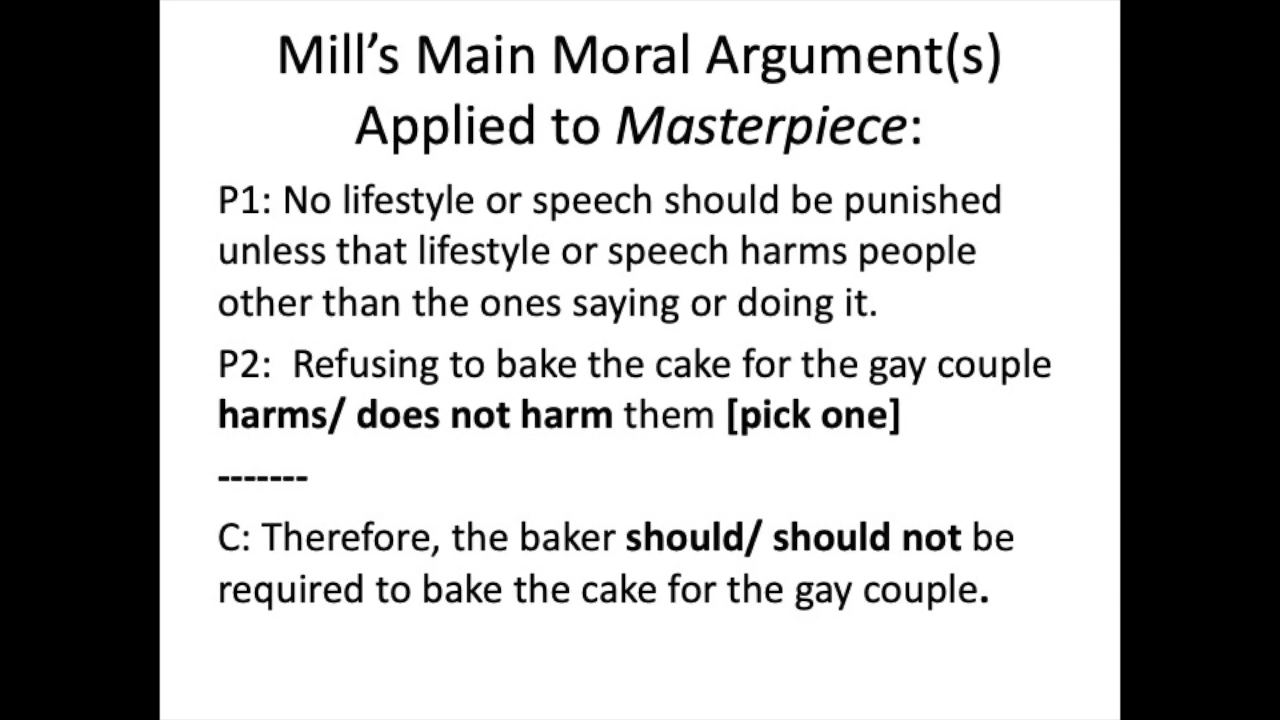 Mill’s Main Moral Argument(s)
Applied to Masterpiece:
P1: No lifestyle or speech should be punished
unless that lifestyle or speech harms people
other than the ones saying or doing it.
P2:  Refusing to bake the cake for the gay couple
harms/ does not harm them [pick one]
-------
C: Therefore, the baker should/ should not be
required to bake the cake for the gay couple.